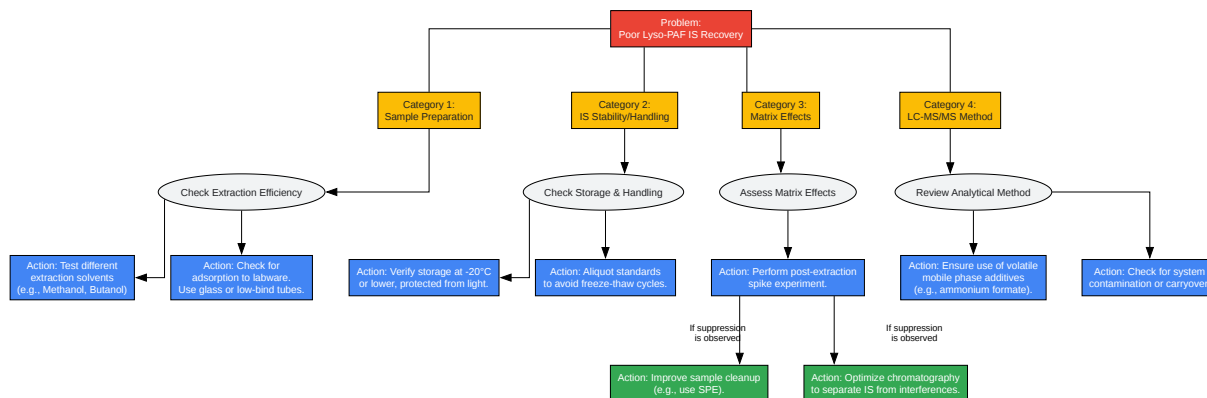 Problem:
Poor Lyso-PAF IS Recovery
Category 1:
Sample Preparation
Category 2:
IS Stability/Handling
Category 3:
Matrix Effects
Category 4:
LC-MS/MS Method
Check Extraction Efficiency
Check Storage & Handling
Assess Matrix Effects
Review Analytical Method
Action: Test different
extraction solvents
(e.g., Methanol, Butanol)
Action: Check for
adsorption to labware.
Use glass or low-bind tubes.
Action: Verify storage at -20°C
or lower, protected from light.
Action: Aliquot standards
to avoid freeze-thaw cycles.
Action: Perform post-extraction
spike experiment.
Action: Ensure use of volatile
mobile phase additives
(e.g., ammonium formate).
Action: Check for system
contamination or carryover
If suppression
is observed
If suppression
is observed
Action: Improve sample cleanup
(e.g., use SPE).
Action: Optimize chromatography
to separate IS from interferences.